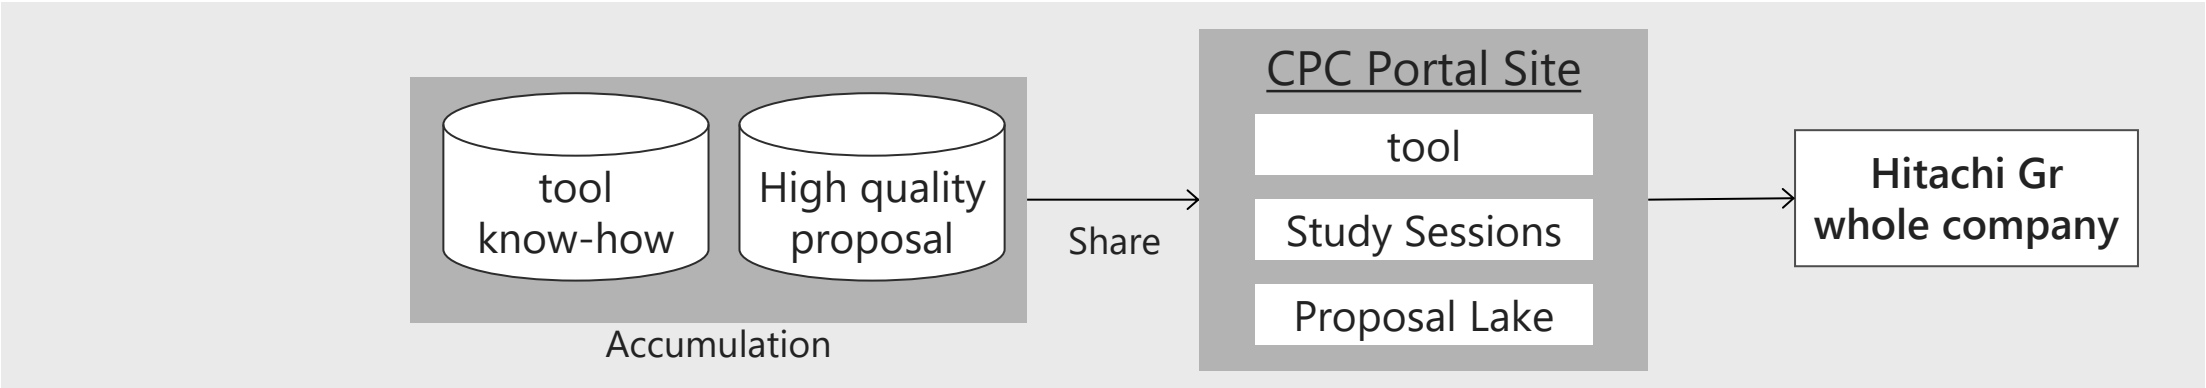 tool
know-how
High quality
proposal
Accumulation
Share
CPC Portal Site
tool
Study Sessions
Proposal Lake
Hitachi Gr
whole company